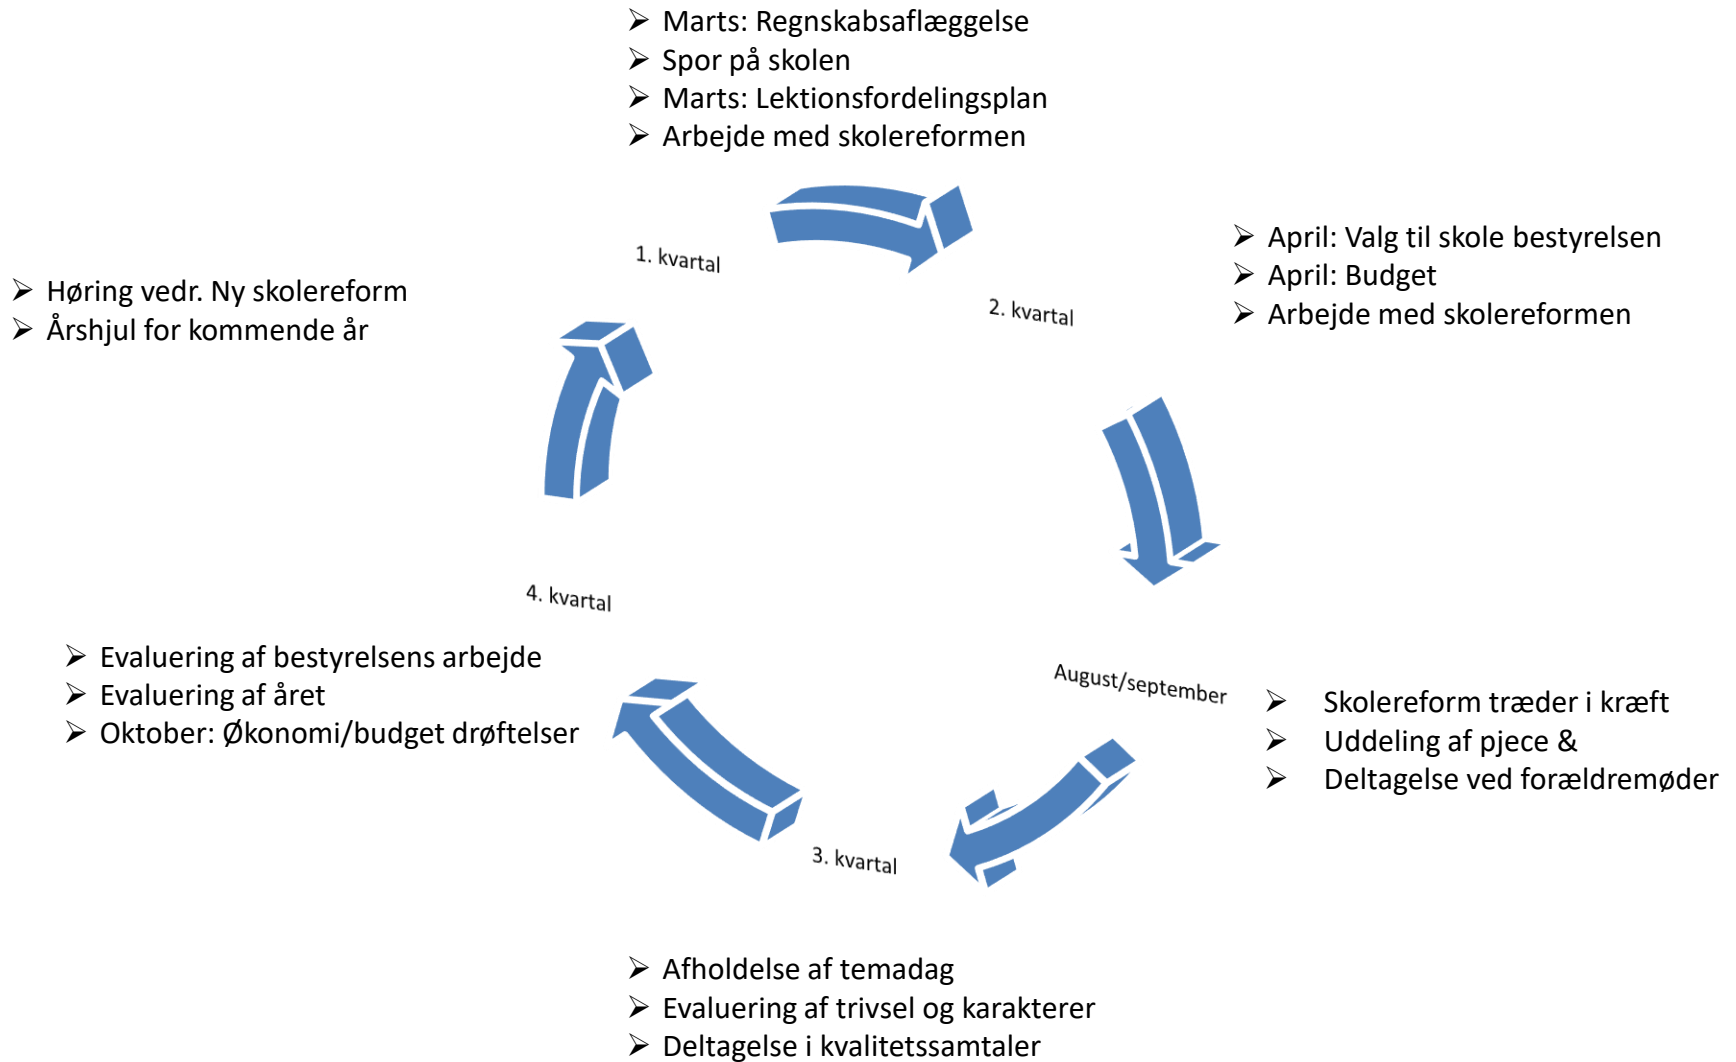 ➢ Marts: Regnskabsaflæggelse
➢ Spor på skolen
➢ Marts: Lektionsfordelingsplan
➢ Arbejde med skolereformen
1. kvartal
➢ April: Valg til skole bestyrelsen
➢ April: Budget
➢ Arbejde med skolereformen
2. kvartal
➢ Høring vedr. Ny skolereform
➢ Årshjul for kommende år
4. kvartal
➢ Evaluering af bestyrelsens arbejde
➢ Evaluering af året
➢ Oktober: Økonomi/budget drøftelser
August/september
➢ Skolereform træder i kræft
➢ Uddeling af pjece &
➢ Deltagelse ved forældremøder
3. kvartal
➢ Afholdelse af temadag
➢ Evaluering af trivsel og karakterer
➢ Deltagelse i kvalitetssamtaler